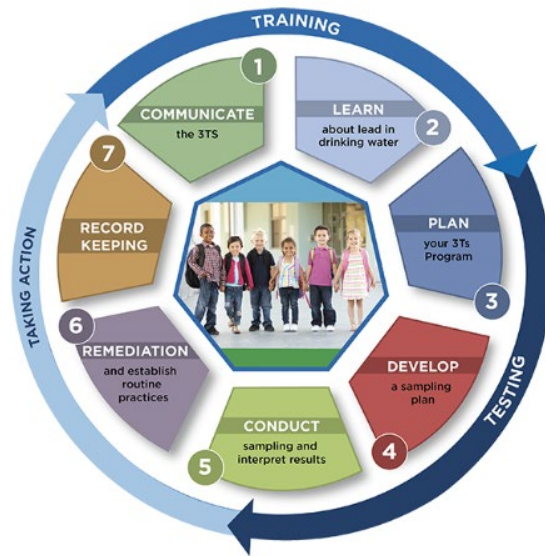 TRAINING
1
COMMUNICATE
the 3TS
2
LEARN
about lead in
drinking water
PLAN
your 3Ts
Program
3
DEVELOP
a sampling
plan
4
TESTING
CONDUCT
sampling and
interpret results
5
6
REMEDIATION
and establish
routine
practices
7
RECORD
KEEPING
TAKING ACTION